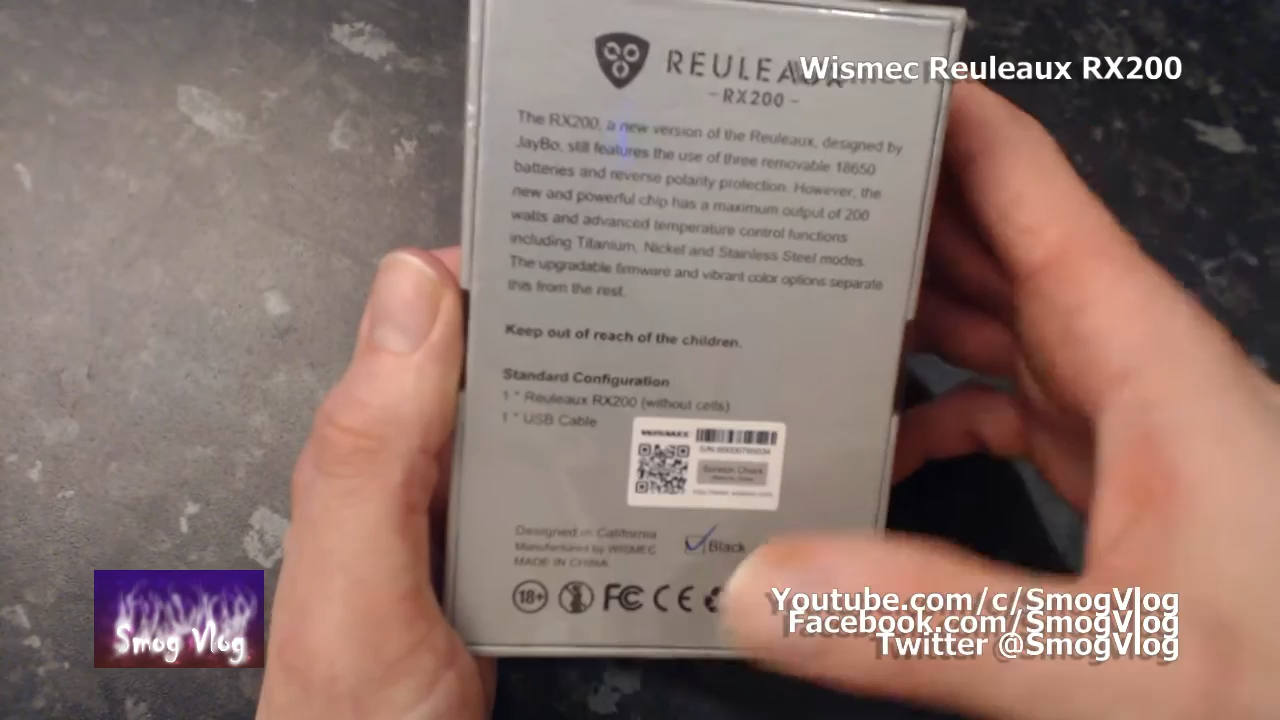 REULEAUX
Wismec Reuleaux RX200
-RX200-
The RX200, a new version of the Reuleaux, designed by
JayBo, still features the use of three removable 18650
batteries and reverse polarity protection. However, the
new and powerful chip has a maximum output of 200
watts and advanced temperature control functions
including Titanium, Nickel and Stainless Steel modes.
The upgradable firmware and vibrant color options separate
this from the rest.
Keep out of reach of the children.
Standard Configuration
1 * Reuleaux RX200 (without cells)
1 * USB Cable
WISMEC
Designed in California
Manufactured by WISMEC
MADE IN CHINA
Black
18+
FC CE
Smog Vlog
Youtube.com/c/SmogVlog
Facebook.com/SmogVlog
Twitter @SmogVlog